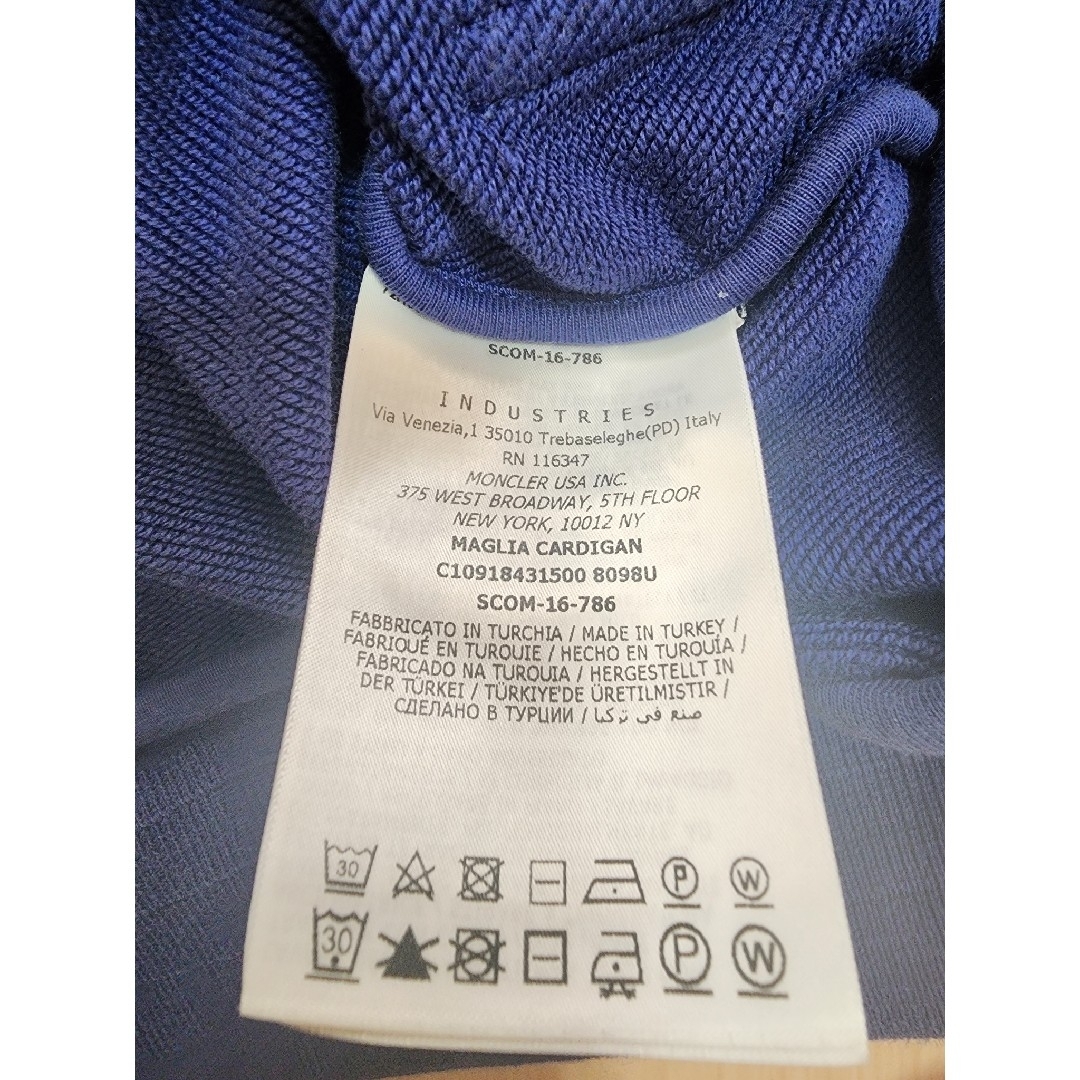 SCOM-16-786
INDUSTRIES
Via Venezia,1 35010 Trebaseleghe(PD) Italy
RN 116347
MONCLER USA INC.
375 WEST BROADWAY, 5TH FLOOR
NEW YORK, 10012 NY
MAGLIA CARDIGAN
C10918431500 8098U
SCOM-16-786
FABBRICATO IN TURCHIA / MADE IN TURKEY /
FABRIQUÉ EN TURQUIE / HECHO EN TURQUÍA /
FABRICADO NA TURQUIA / HERGESTELLT IN
DER TÜRKEI / TÜRKIYE'DE ÜRETILMISTIR /
СДЕЛАНО В ТУРЦИИ / صنع في تركيا
30 P W
30 P W